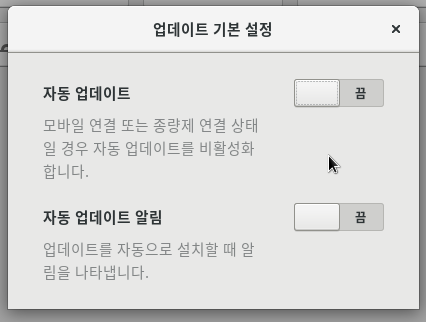 업데이트 기본 설정
자동 업데이트
끔
모바일 연결 또는 종량제 연결 상태
일 경우 자동 업데이트를 비활성화
합니다.
자동 업데이트 알림
끔
업데이트를 자동으로 설치할 때 알
림을 나타냅니다.